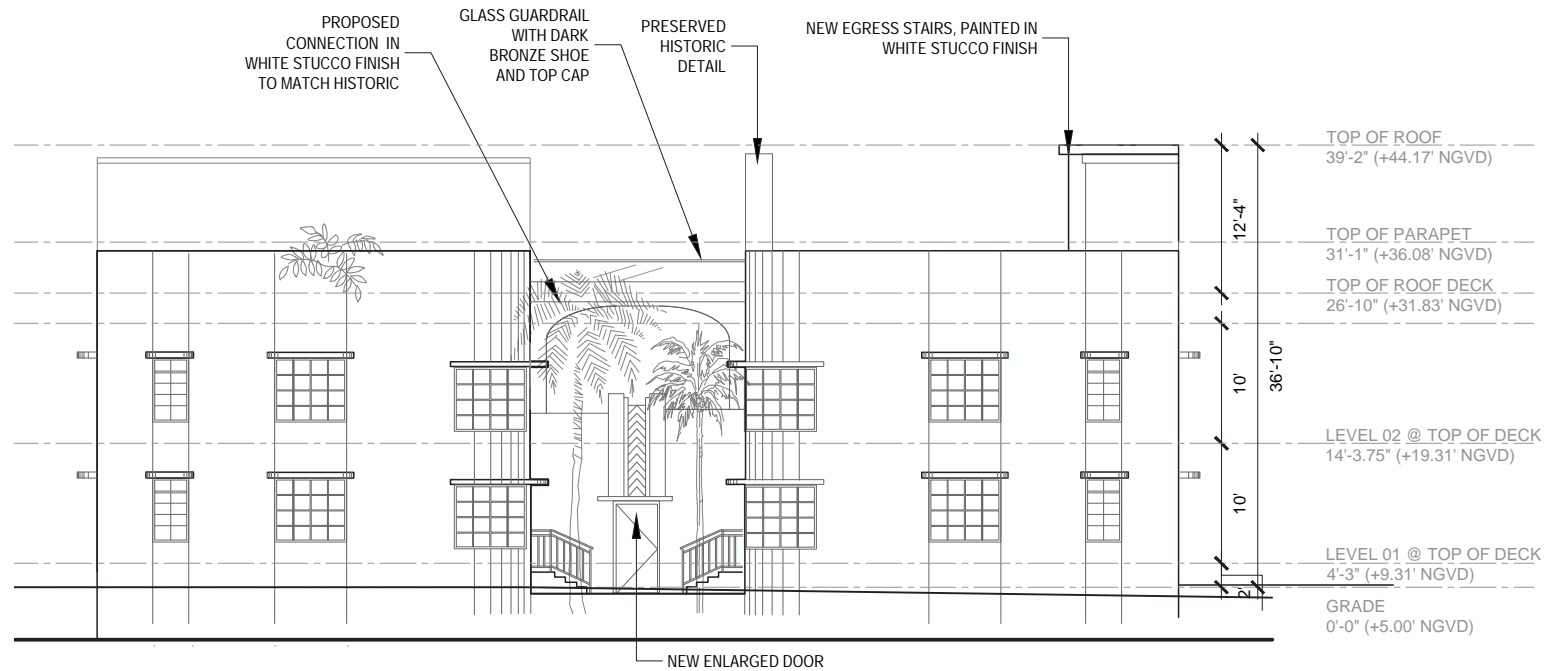 PROPOSED
CONNECTION IN
WHITE STUCCO FINISH
TO MATCH HISTORIC
GLASS GUARDRAIL
WITH DARK
BRONZE SHOE
AND TOP CAP
PRESERVED
HISTORIC
DETAIL
NEW EGRESS STAIRS, PAINTED IN
WHITE STUCCO FINISH
TOP OF ROOF
39'-2" (+44.17' NGVD)
12'-4"
TOP OF PARAPET
31'-1" (+36.08' NGVD)
TOP OF ROOF DECK
26'-10" (+31.83' NGVD)
10'
36'-10"
LEVEL 02 @ TOP OF DECK
14'-3.75" (+19.31' NGVD)
10'
LEVEL 01 @ TOP OF DECK
4'-3" (+9.31' NGVD)
2'
GRADE
0'-0" (+5.00' NGVD)
NEW ENLARGED DOOR